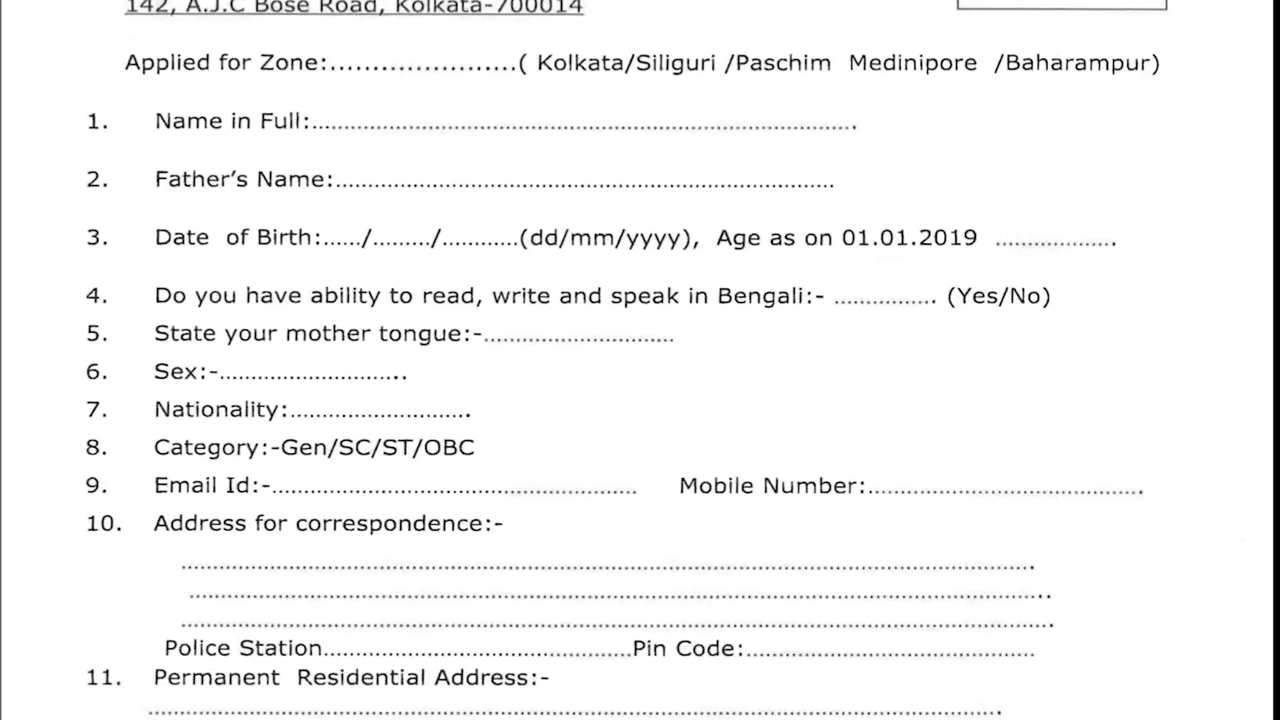 142, A.J.C Bose Road, Kolkata-700014
Applied for Zone:......................( Kolkata/Siliguri /Paschim Medinipore /Baharampur)
1. Name in Full:..............................................................................................
2. Father's Name:......................................................................................
3. Date of Birth:....../........./............(dd/mm/yyyy), Age as on 01.01.2019 ....................
4. Do you have ability to read, write and speak in Bengali:- ................. (Yes/No)
5. State your mother tongue:-................................
6. Sex:-..............................
7. Nationality:..............................
8. Category:-Gen/SC/ST/OBC
9. Email Id:-............................................................ Mobile Number:..............................................
10. Address for correspondence:-
..............................................................................................................................
..............................................................................................................................
..............................................................................................................................
Police Station..................................................Pin Code:................................................
11. Permanent Residential Address:-
..............................................................................................................................